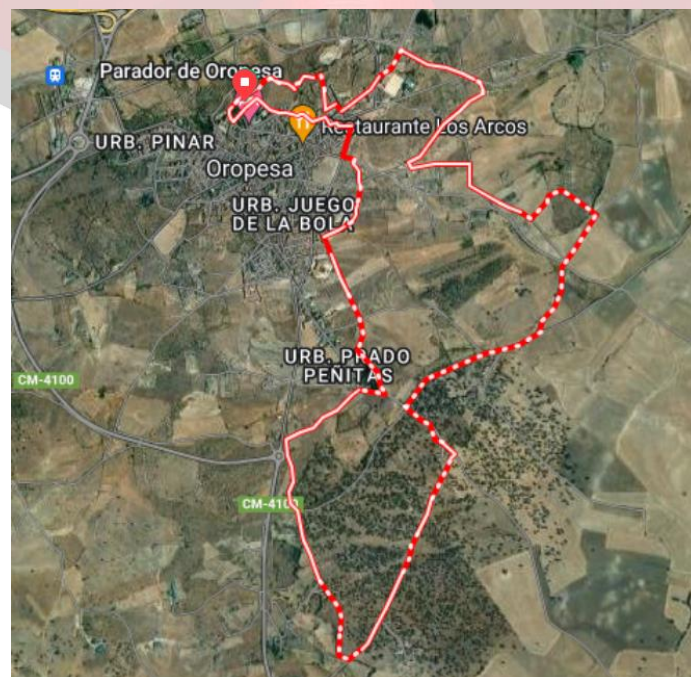 Parador de Oropesa
URB. PINAR
Restaurante Los Arcos
Oropesa
URB. JUEGO
DE LA BOLA
URB. PRADO
PEÑITAS
CM-4100
CM-4100